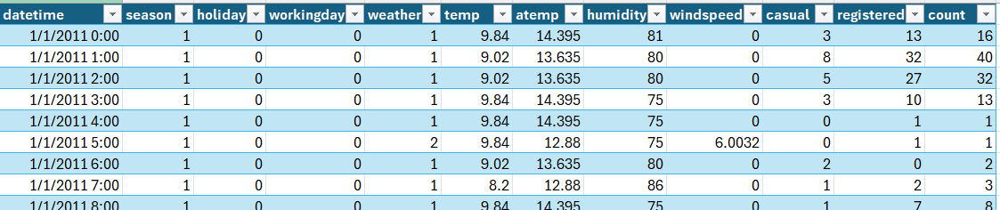 datetime season holiday workingday weather temp atemp humidity windspeed casual registered count
1/1/2011 0:00 1 0 0 1 9.84 14.395 81 0 3 13 16
1/1/2011 1:00 1 0 0 1 9.02 13.635 80 0 8 32 40
1/1/2011 2:00 1 0 0 1 9.02 13.635 80 0 5 27 32
1/1/2011 3:00 1 0 0 1 9.84 14.395 75 0 3 10 13
1/1/2011 4:00 1 0 0 1 9.84 14.395 75 0 0 1 1
1/1/2011 5:00 1 0 0 2 9.84 12.88 75 6.0032 0 1 1
1/1/2011 6:00 1 0 0 1 9.02 13.635 80 0 2 0 2
1/1/2011 7:00 1 0 0 1 8.2 12.88 86 0 1 2 3
1/1/2011 8:00 1 0 0 1 9.84 14.395 75 0 1 7 8